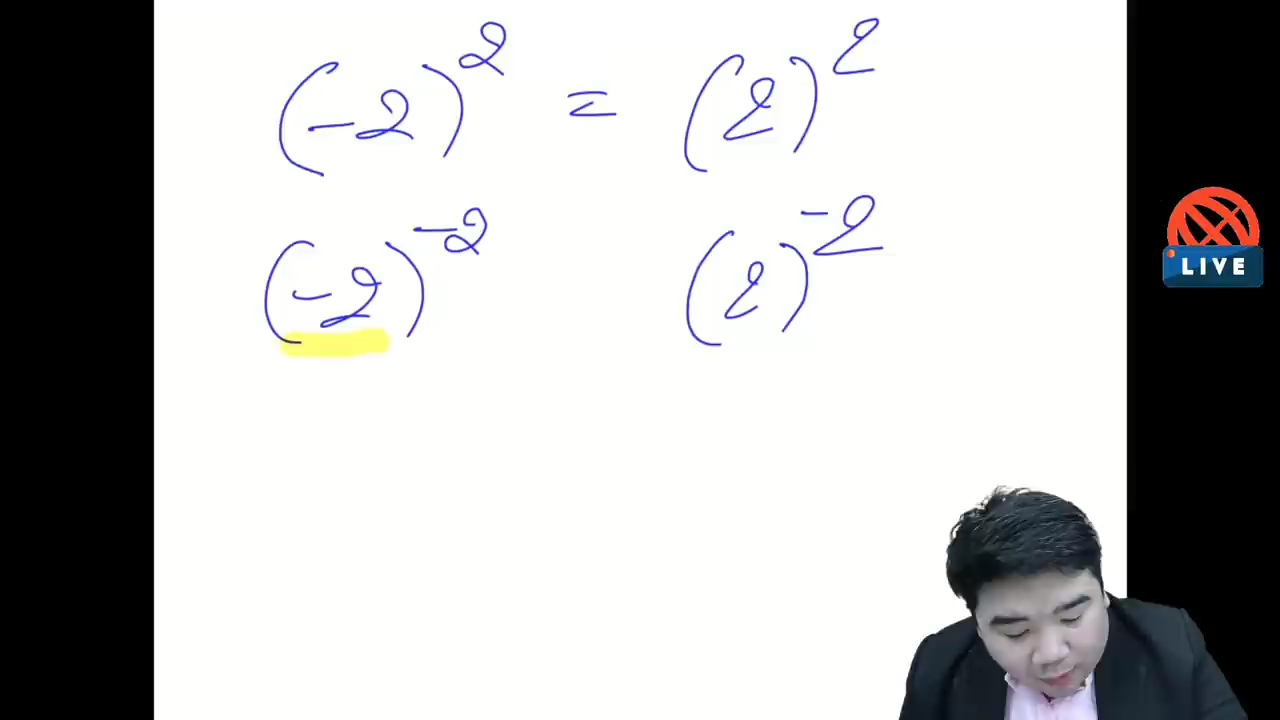 (-2)² = (2)²
(-2)⁻² (2)⁻²
LIVE